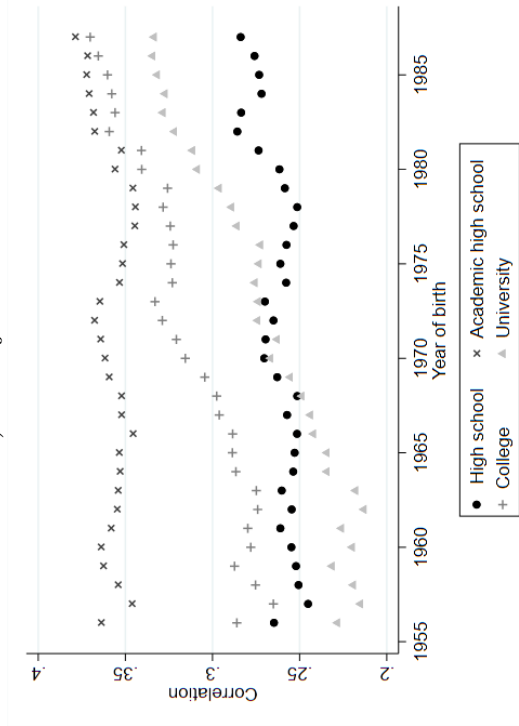 .4
.35
.3
.25
.2
Correlation
1955
1960
1965
1970
1975
1980
1985
Year of birth
High school
Academic high school
College
University